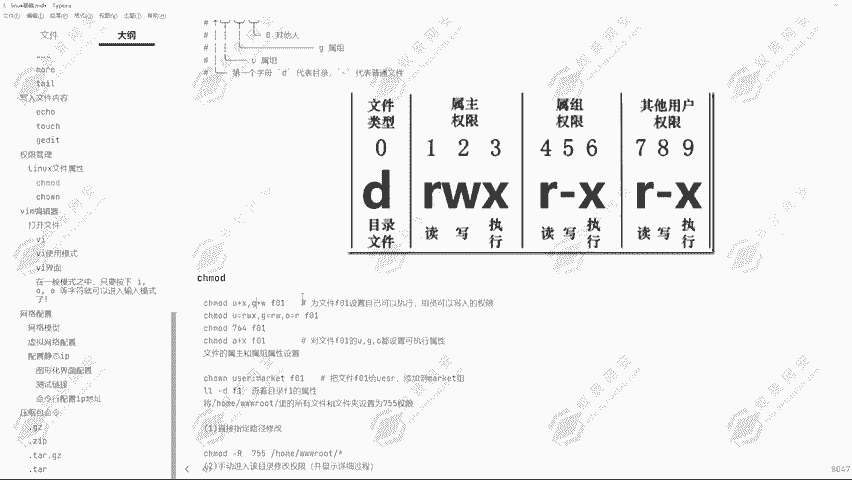 linux基础.md - Typora
文件(F) 编辑(E) 段落(P) 格式(O) 视图(V) 主题(T) 帮助(H)
文件 大纲
more
tail
写入文件内容
echo
touch
gedit
权限管理
linux文件属性
chmod
chown
vim编辑器
打开文件
vi
vi使用模式
vi界面
在一般模式之中，只要按下 i,
o, a 等字符就可以进入输入模式
了！
网络配置
网络模型
虚拟网络配置
配置静态ip
图形化界面配置
测试链接
命令行配置ip地址
压缩包命令
.gz
.zip
.tar.gz
.tar
其他人
# g 属组
# u 属组
# 第一个字母 `d` 代表目录，`-` 代表普通文件
文件类型 属主权限 属组权限 其他用户权限
0 1 2 3 4 5 6 7 8 9
d rwx r-x r-x
目录文件 读 写 执行 读 写 执行 读 写 执行
chmod
chmod u+x,g+w f01 # 为文件f01设置自己可以执行，组员可以写入的权限
chmod u=rwx,g=rw,o=r f01
chmod 764 f01
chmod a+x f01 # 对文件f01的u,g,o都设置可执行属性
文件的属主和属组属性设置
chown user:market f01 # 把文件f01给uesr，添加到market组
ll -d f1 查看目录f1的属性
将/home/wwwroot/里的所有文件和文件夹设置为755权限
(1)直接指定路径修改
chmod -R 755 /home/wwwroot/*
(2)手动进入该目录修改权限（并显示详细过程）